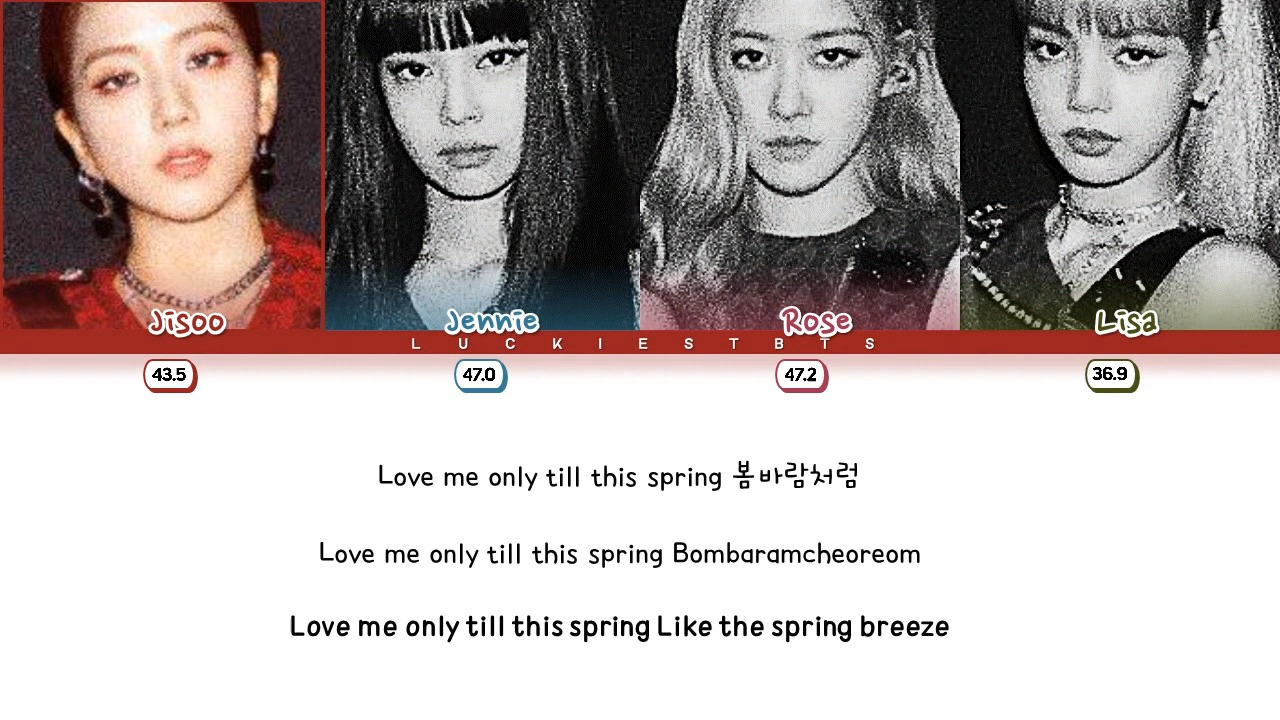 Jisoo Jennie Rose Lisa
LUCKIESTBTS
43.5 47.0 47.2 36.9
Love me only till this spring 봄바람처럼
Love me only till this spring Bombaramcheoreom
Love me only till this spring Like the spring breeze